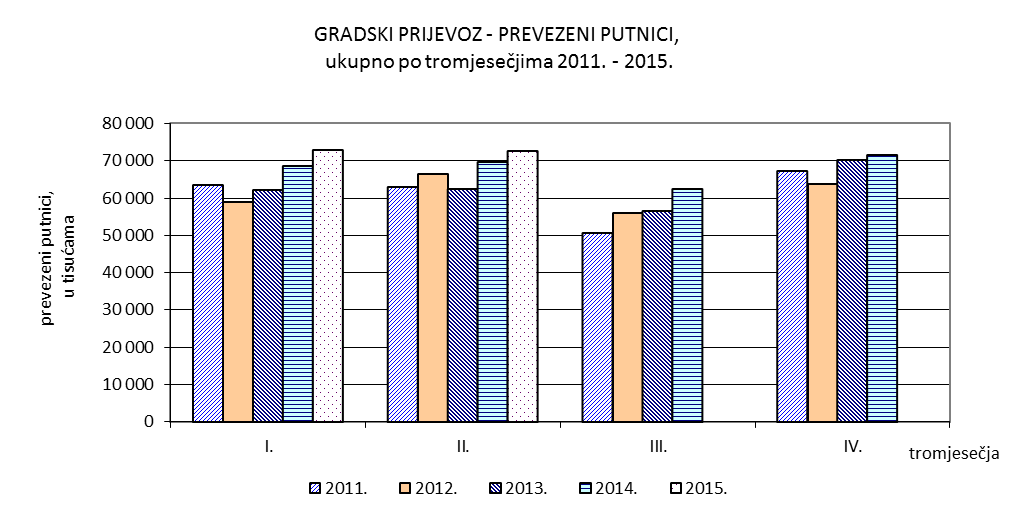 GRADSKI PRIJEVOZ - PREVEZENI PUTNICI,
ukupno po tromjesečjima 2011. - 2015.
prevezeni putnici,
u tisućama
80 000
70 000
60 000
50 000
40 000
30 000
20 000
10 000
0
I. II. III. IV.
tromjesečja
2011. 2012. 2013. 2014. 2015.